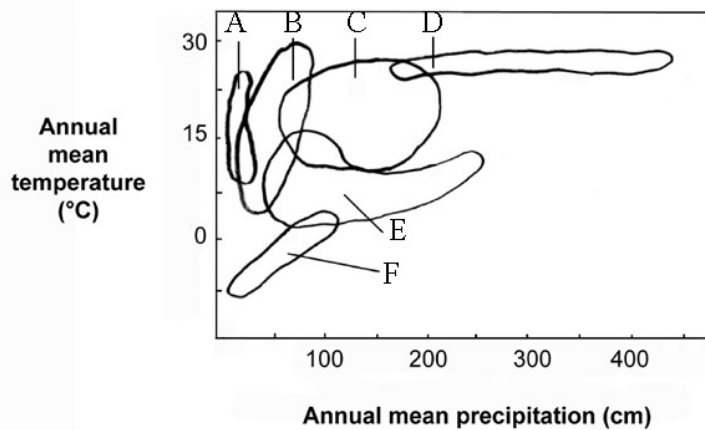 A B C D
30
Annual
mean
temperature
(°C)
15
0
E
F
100 200 300 400
Annual mean precipitation (cm)